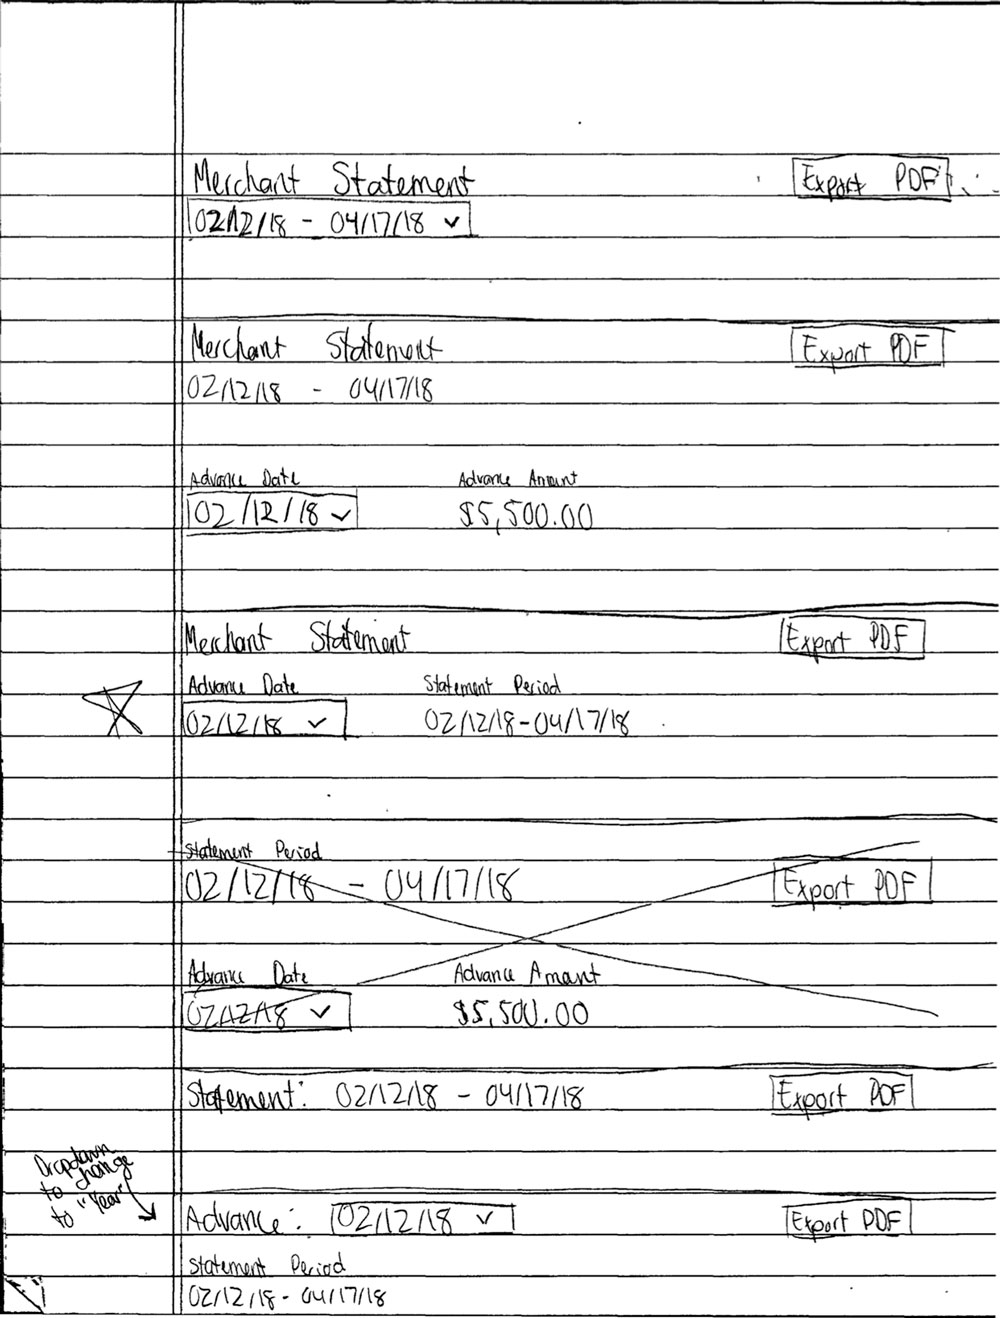 Merchant Statement Export PDF
02/12/18 - 04/17/18
Merchant Statement Export PDF
02/12/18 - 04/17/18
Advance Date Advance Amount
02/12/18 $5,500.00
Merchant Statement Export PDF
Advance Date Statement Period
02/12/18 02/12/18-04/17/18
Statement Period
02/12/18 - 04/17/18 Export PDF
Advance Date Advance Amount
02/12/18 $5,500.00
Statement: 02/12/18 - 04/17/18 Export PDF
Dropdown
to change
to "Year"
Advance: 02/12/18 Export PDF
Statement Period
02/12/18 - 04/17/18